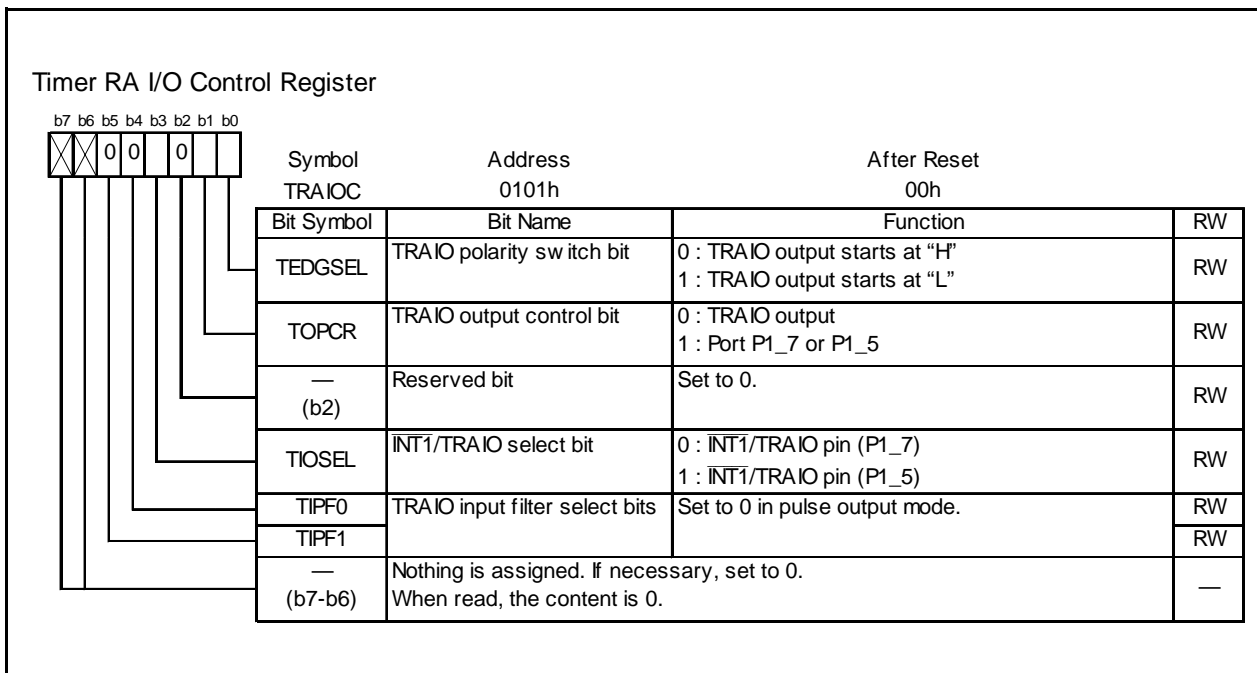 Timer RA I/O Control Register
b7 b6 b5 b4 b3 b2 b1 b0
0 0 0
Symbol Address After Reset
TRAIOC 0101h 00h
Bit Symbol Bit Name Function RW
TEDGSEL TRAIO polarity switch bit 0 : TRAIO output starts at “H” RW
1 : TRAIO output starts at “L”
TOPCR TRAIO output control bit 0 : TRAIO output RW
1 : Port P1_7 or P1_5
— Reserved bit Set to 0. RW
(b2)
TIOSEL INT1/TRAIO select bit 0 : INT1/TRAIO pin (P1_7) RW
1 : INT1/TRAIO pin (P1_5)
TIPF0 TRAIO input filter select bits Set to 0 in pulse output mode. RW
TIPF1 RW
— Nothing is assigned. If necessary, set to 0. —
(b7-b6) When read, the content is 0.